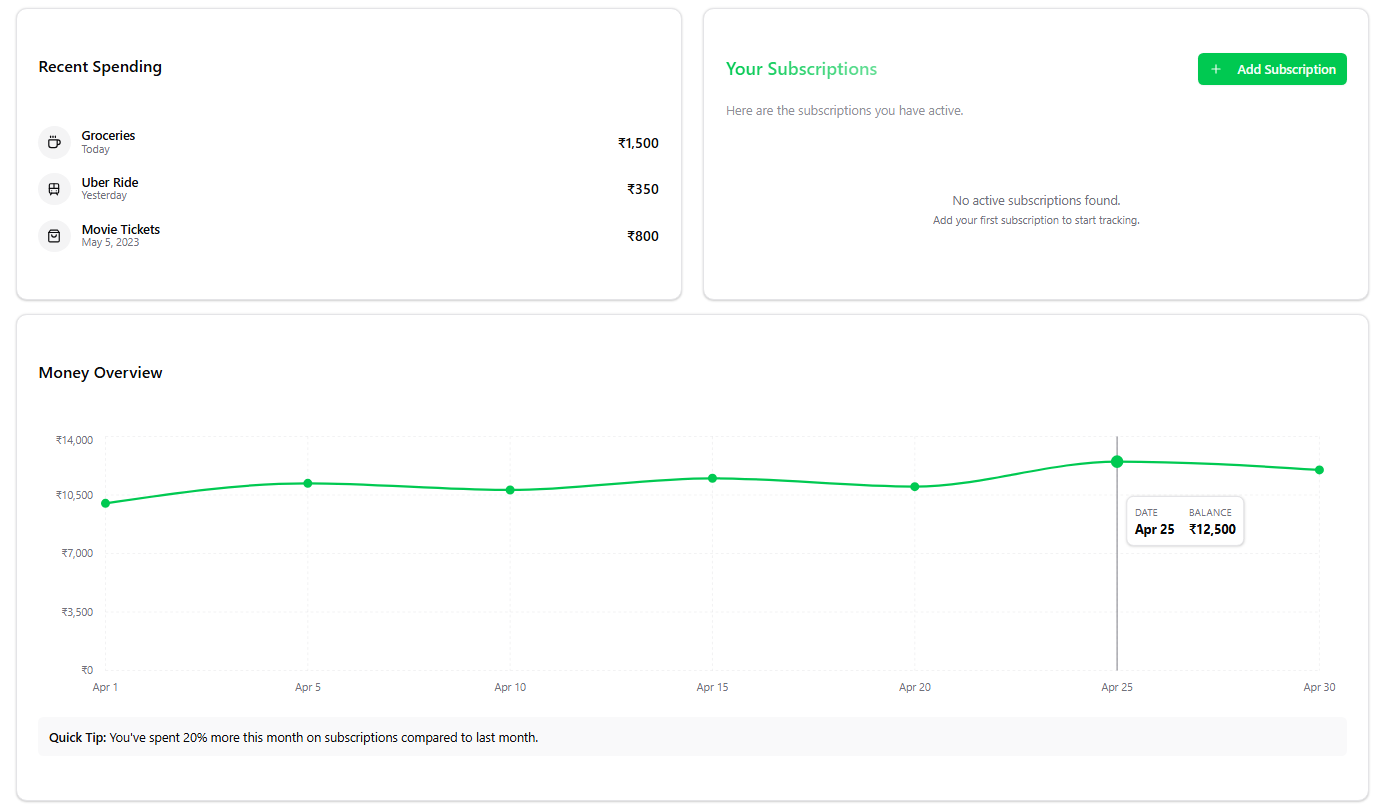 Recent Spending
Groceries
Today
₹1,500
Uber Ride
Yesterday
₹350
Movie Tickets
May 5, 2023
₹800
Your Subscriptions
+ Add Subscription
Here are the subscriptions you have active.
No active subscriptions found.
Add your first subscription to start tracking.
Money Overview
₹14,000
₹10,500
₹7,000
₹3,500
₹0
DATE BALANCE
Apr 25 ₹12,500
Apr 1 Apr 5 Apr 10 Apr 15 Apr 20 Apr 25 Apr 30
Quick Tip: You've spent 20% more this month on subscriptions compared to last month.